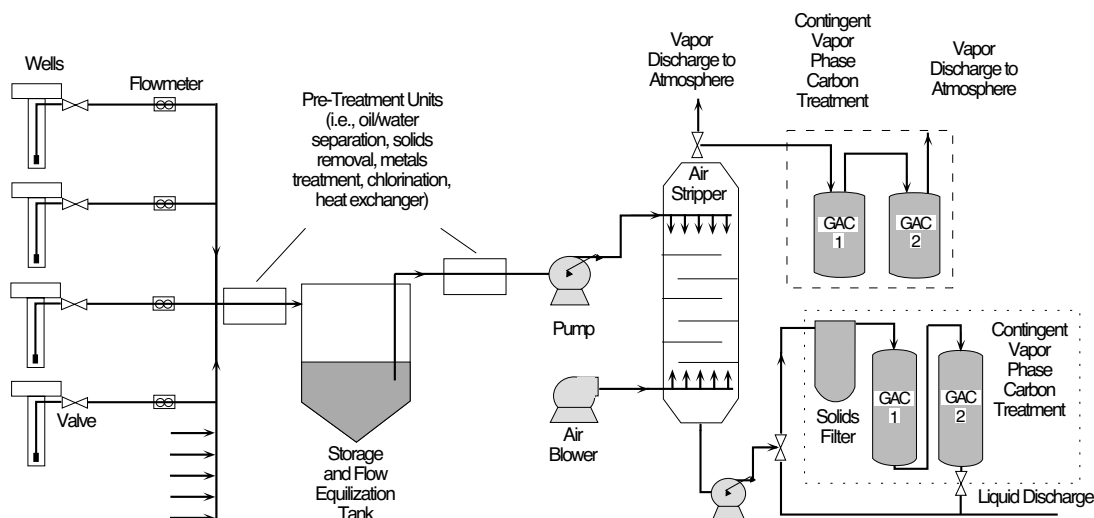 Wells
Flowmeter
Pre-Treatment Units
(i.e., oil/water
separation, solids
removal, metals
treatment, chlorination,
heat exchanger)
Vapor
Discharge to
Atmosphere
Contingent
Vapor
Phase
Carbon
Treatment
Vapor
Discharge to
Atmosphere
Air
Stripper
GAC
1
GAC
2
Pump
Valve
Storage
and Flow
Equilization
Tank
Air
Blower
Solids
Filter
GAC
1
GAC
2
Contingent
Vapor
Phase
Carbon
Treatment
Liquid Discharge